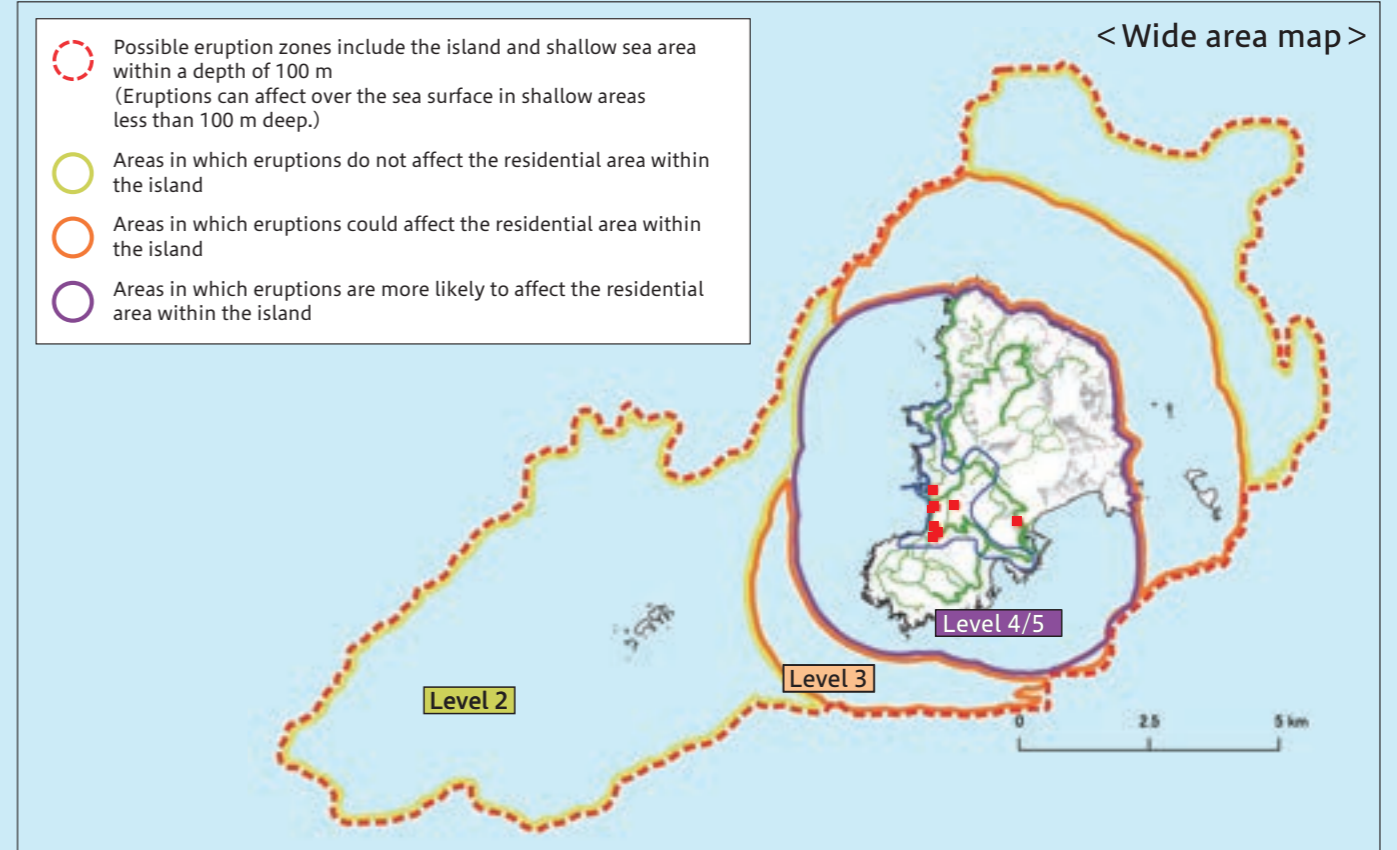 Possible eruption zones include the island and shallow sea area
within a depth of 100 m
(Eruptions can affect over the sea surface in shallow areas
less than 100 m deep.)
Areas in which eruptions do not affect the residential area within
the island
Areas in which eruptions could affect the residential area within
the island
Areas in which eruptions are more likely to affect the residential
area within the island
<Wide area map>
Level 4/5
Level 3
Level 2
0 2.5 5 km